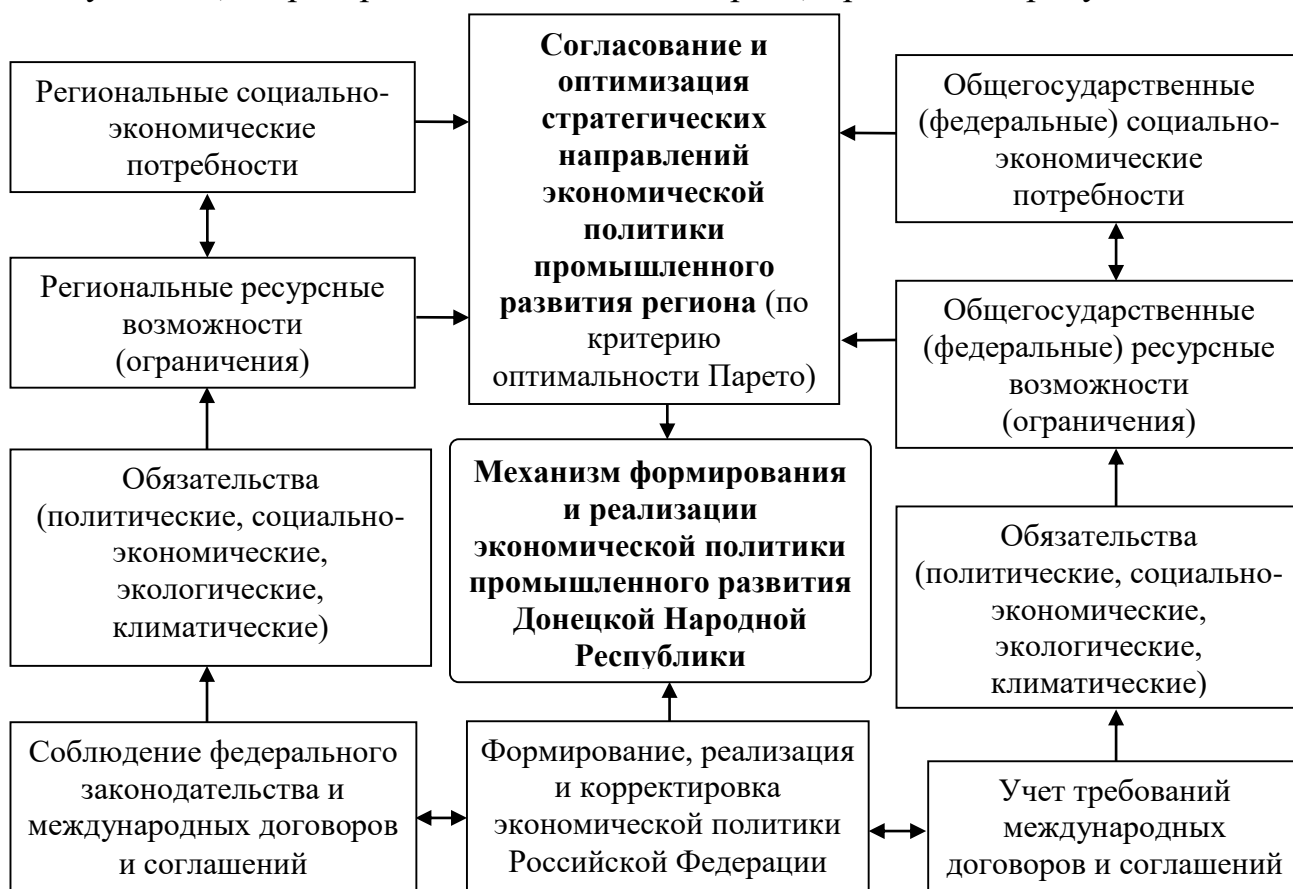 Согласование и
оптимизация
стратегических
направлений
экономической
политики
промышленного
развития региона (по
критерию
оптимальности Парето)
Региональные социально-
экономические
потребности
Региональные ресурсные
возможности
(ограничения)
Обязательства
(политические, социально-
экономические,
экологические,
климатические)
Соблюдение федерального
законодательства и
международных договоров
и соглашений
Механизм формирования
и реализации
экономической политики
промышленного развития
Донецкой Народной
Республики
Формирование, реализация
и корректировка
экономической политики
Российской Федерации
Общегосударственные
(федеральные) социально-
экономические
потребности
Общегосударственные
(федеральные) ресурсные
возможности
(ограничения)
Обязательства
(политические, социально-
экономические,
экологические,
климатические)
Учет требований
международных
договоров и соглашений